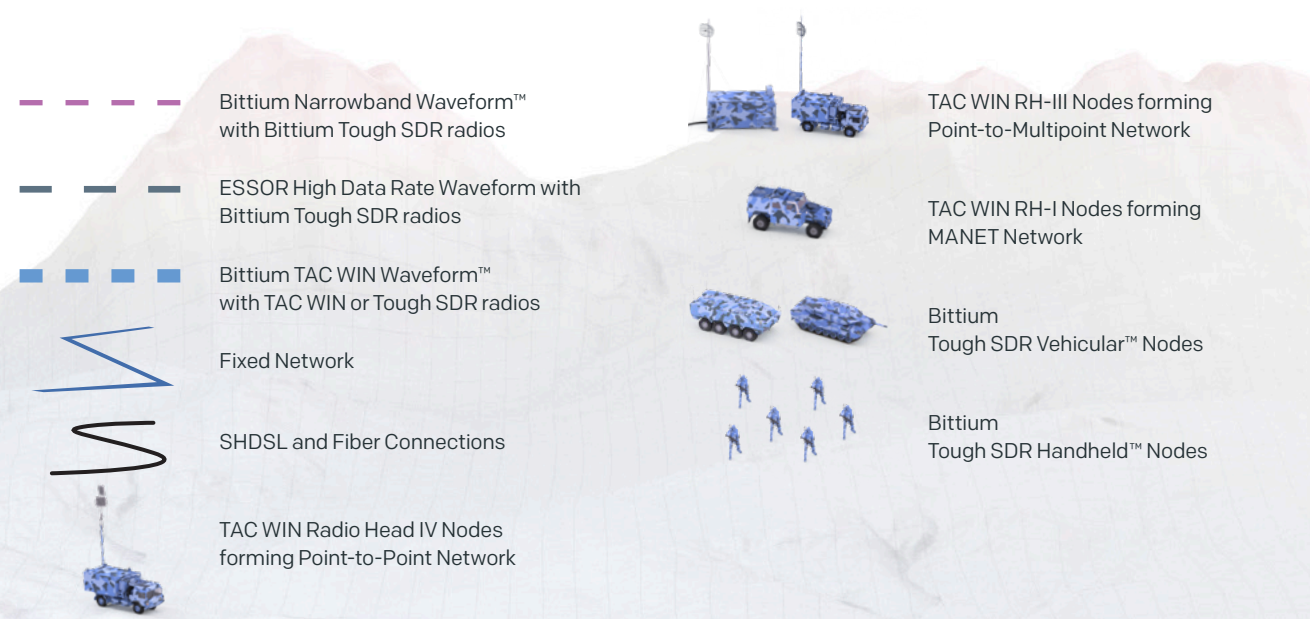 Bittium Narrowband Waveform™
with Bittium Tough SDR radios
ESSOR High Data Rate Waveform with
Bittium Tough SDR radios
Bittium TAC WIN Waveform™
with TAC WIN or Tough SDR radios
Fixed Network
SHDSL and Fiber Connections
TAC WIN Radio Head IV Nodes
forming Point-to-Point Network
TAC WIN RH-III Nodes forming
Point-to-Multipoint Network
TAC WIN RH-I Nodes forming
MANET Network
Bittium
Tough SDR Vehicular™ Nodes
Bittium
Tough SDR Handheld™ Nodes